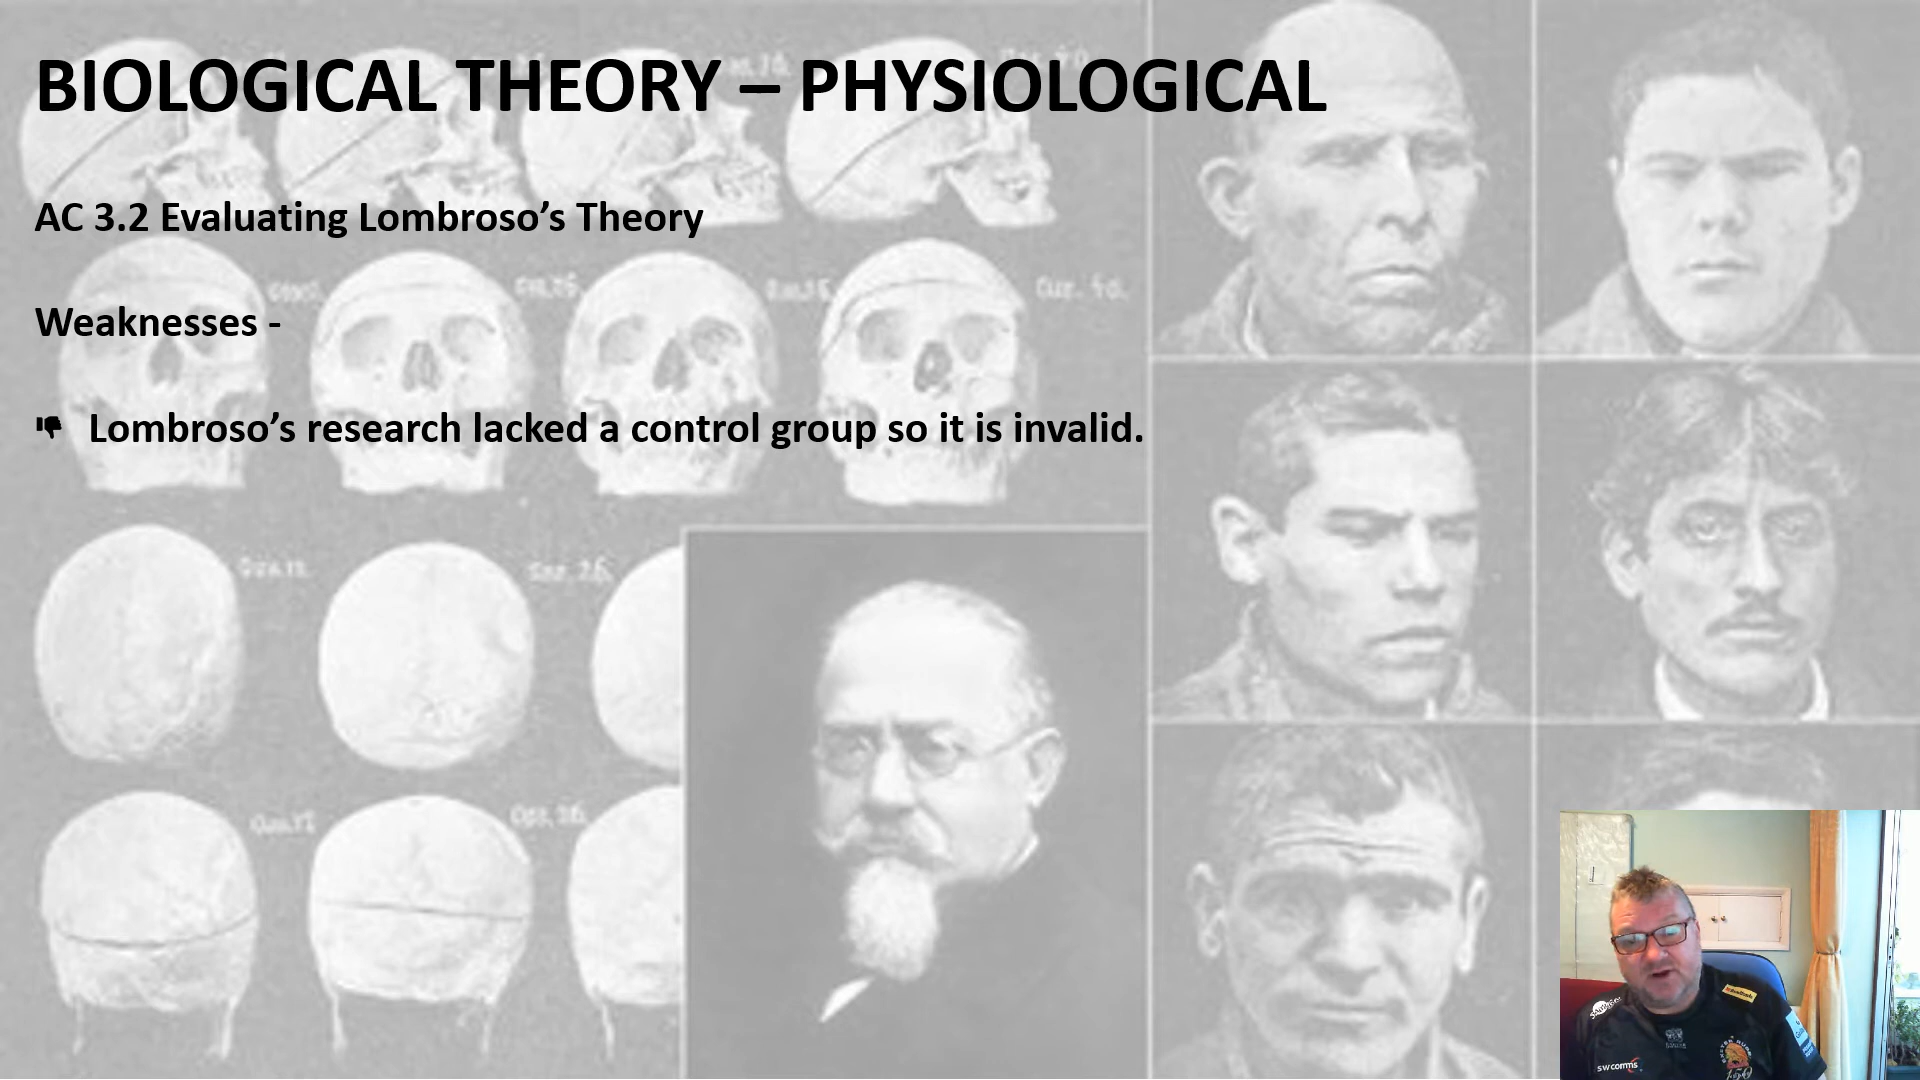 BIOLOGICAL THEORY – PHYSIOLOGICAL
AC 3.2 Evaluating Lombroso’s Theory
Weaknesses -
Lombroso’s research lacked a control group so it is invalid.
swcomms